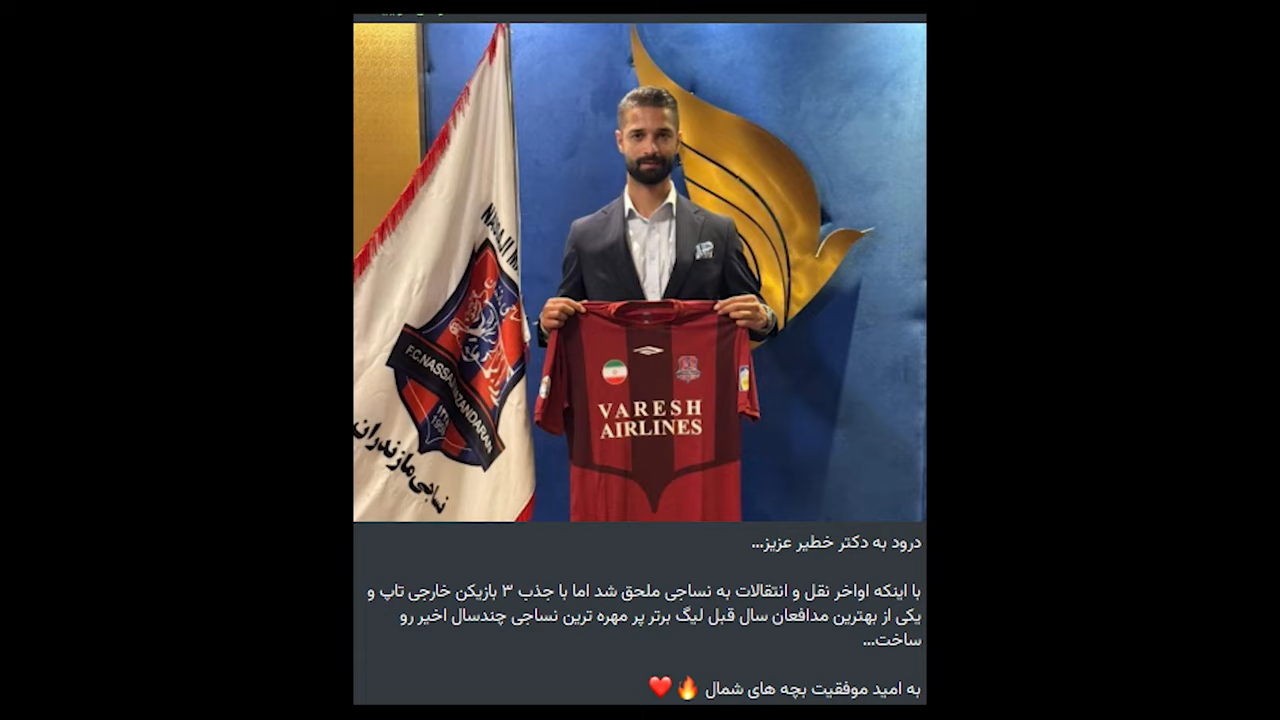 F.C.NASSAJI MAZANDARAN
نساجی مازندران
VARESH
AIRLINES
درود به دکتر خطیر عزیز...
با اینکه اواخر نقل و انتقالات به نساجی ملحق شد اما با جذب ۳ بازیکن خارجی تاپ و
یکی از بهترین مدافعان سال قبل لیگ برتر پر مهره ترین نساجی چندسال اخیر رو
ساخت...
به امید موفقیت بچه های شمال 🔥❤️